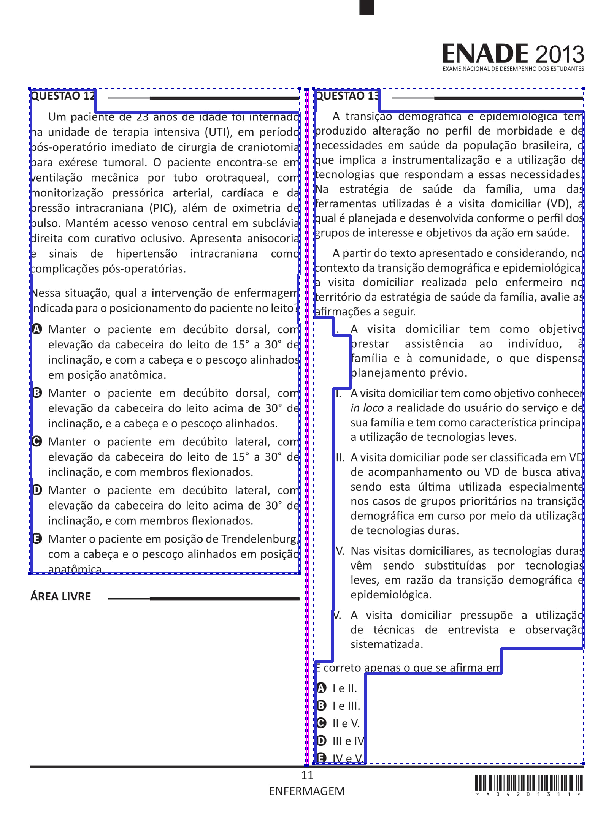 ENADE 2013
EXAME NACIONAL DE DESEMPENHO DOS ESTUDANTES
QUESTÃO 12
Um paciente de 23 anos de idade foi internado
na unidade de terapia intensiva (UTI), em período
pós-operatório imediato de cirurgia de craniotomia
para exérese tumoral. O paciente encontra-se em
ventilação mecânica por tubo orotraqueal, com
monitorização pressórica arterial, cardíaca e da
pressão intracraniana (PIC), além de oximetria de
pulso. Mantém acesso venoso central em subclávia
direita com curativo oclusivo. Apresenta anisocoria
e sinais de hipertensão intracraniana como
complicações pós-operatórias.
Nessa situação, qual a intervenção de enfermagem
indicada para o posicionamento do paciente no leito?
A Manter o paciente em decúbito dorsal, com
elevação da cabeceira do leito de 15° a 30° de
inclinação, e com a cabeça e o pescoço alinhados
em posição anatômica.
B Manter o paciente em decúbito dorsal, com
elevação da cabeceira do leito acima de 30° de
inclinação, e a cabeça e o pescoço alinhados.
C Manter o paciente em decúbito lateral, com
elevação da cabeceira do leito de 15° a 30° de
inclinação, e com membros flexionados.
D Manter o paciente em decúbito lateral, com
elevação da cabeceira do leito acima de 30° de
inclinação, e com membros flexionados.
E Manter o paciente em posição de Trendelenburg,
com a cabeça e o pescoço alinhados em posição
anatômica.
ÁREA LIVRE
QUESTÃO 13
A transição demográfica e epidemiológica tem
produzido alteração no perfil de morbidade e de
necessidades em saúde da população brasileira, o
que implica a instrumentalização e a utilização de
tecnologias que respondam a essas necessidades.
Na estratégia de saúde da família, uma das
ferramentas utilizadas é a visita domiciliar (VD), a
qual é planejada e desenvolvida conforme o perfil dos
grupos de interesse e objetivos da ação em saúde.
A partir do texto apresentado e considerando, no
contexto da transição demográfica e epidemiológica,
a visita domiciliar realizada pelo enfermeiro no
território da estratégia de saúde da família, avalie as
afirmações a seguir.
I. A visita domiciliar tem como objetivo
prestar assistência ao indivíduo, à
família e à comunidade, o que dispensa
planejamento prévio.
II. A visita domiciliar tem como objetivo conhecer
in loco a realidade do usuário do serviço e de
sua família e tem como característica principal
a utilização de tecnologias leves.
III. A visita domiciliar pode ser classificada em VD
de acompanhamento ou VD de busca ativa,
sendo esta última utilizada especialmente
nos casos de grupos prioritários na transição
demográfica em curso por meio da utilização
de tecnologias duras.
IV. Nas visitas domiciliares, as tecnologias duras
vêm sendo substituídas por tecnologias
leves, em razão da transição demográfica e
epidemiológica.
V. A visita domiciliar pressupõe a utilização
de técnicas de entrevista e observação
sistematizada.
É correto apenas o que se afirma em
A I e II.
B I e III.
C II e V.
D III e IV.
E IV e V.
11
ENFERMAGEM